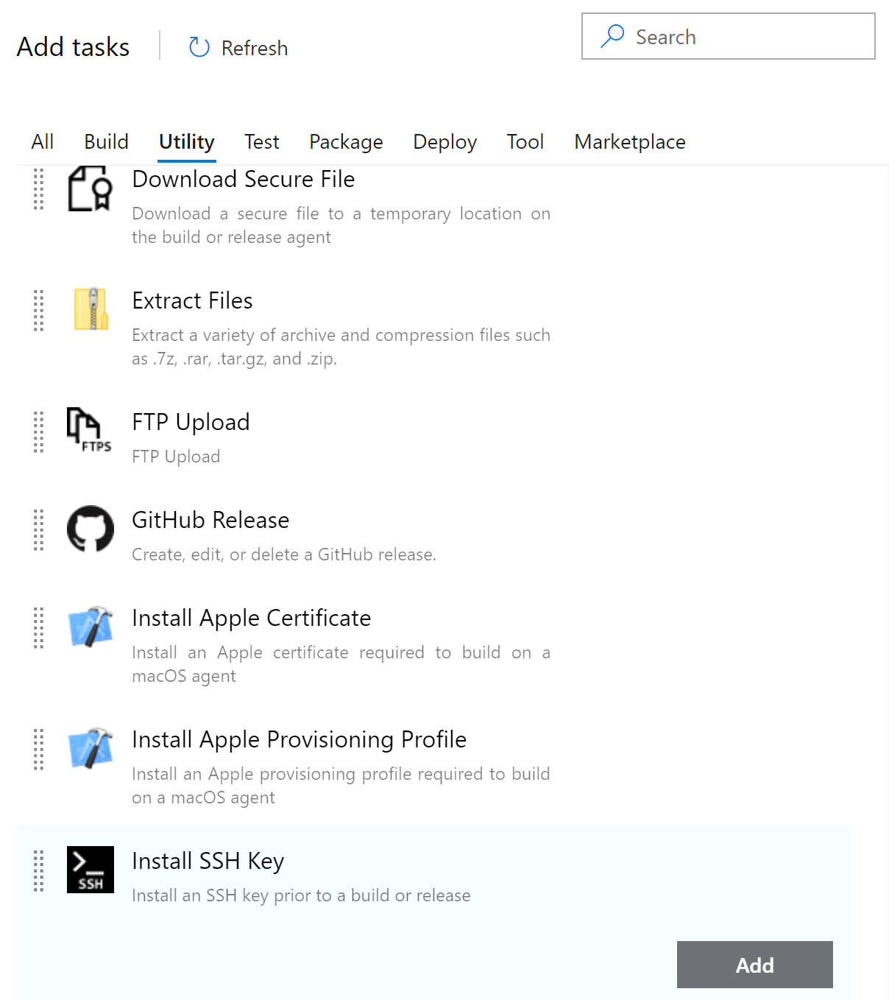 Add tasks
Refresh
Search
All Build Utility Test Package Deploy Tool Marketplace
Download Secure File
Download a secure file to a temporary location on
the build or release agent
Extract Files
Extract a variety of archive and compression files such
as .7z, .rar, .tar.gz, and .zip.
FTPS
FTP Upload
FTP Upload
GitHub Release
Create, edit, or delete a GitHub release.
Install Apple Certificate
Install an Apple certificate required to build on a
macOS agent
Install Apple Provisioning Profile
Install an Apple provisioning profile required to build
on a macOS agent
SSH
Install SSH Key
Install an SSH key prior to a build or release
Add